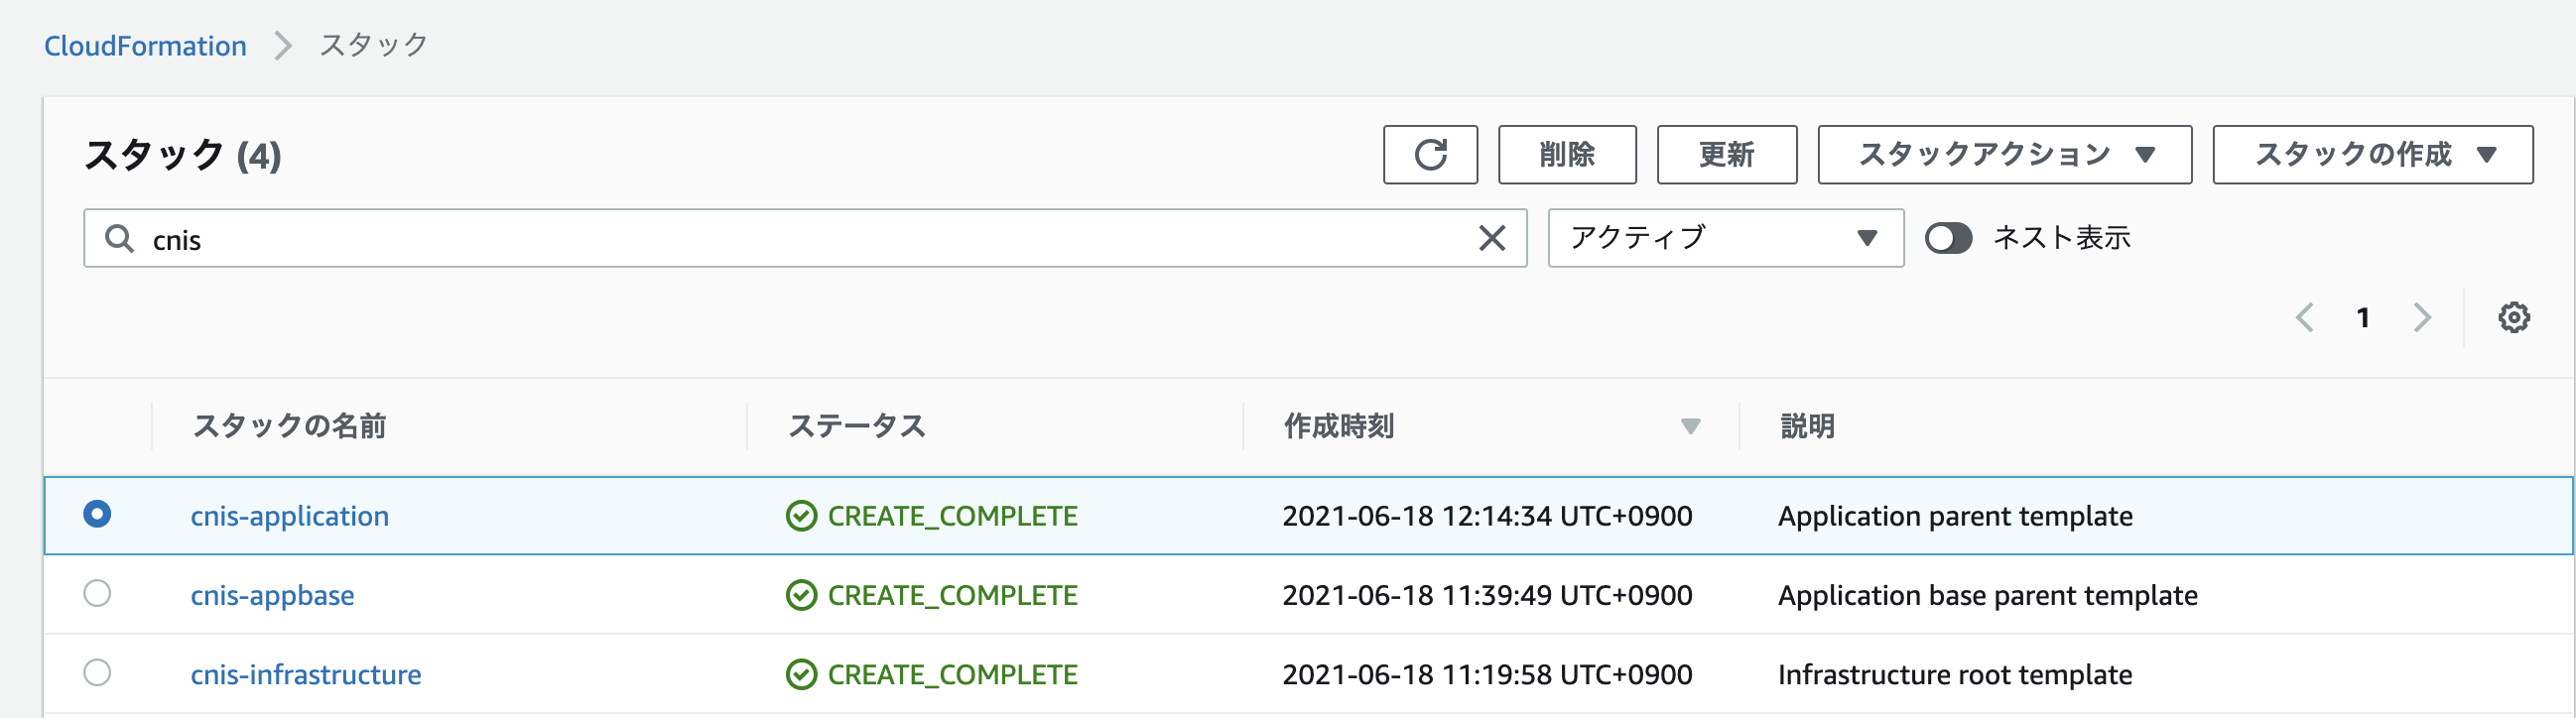 CloudFormation > スタック
スタック (4)
削除 更新 スタックアクション スタックの作成
cnis アクティブ ネスト表示
1
スタックの名前 ステータス 作成時刻 説明
cnis-application CREATE_COMPLETE 2021-06-18 12:14:34 UTC+0900 Application parent template
cnis-appbase CREATE_COMPLETE 2021-06-18 11:39:49 UTC+0900 Application base parent template
cnis-infrastructure CREATE_COMPLETE 2021-06-18 11:19:58 UTC+0900 Infrastructure root template